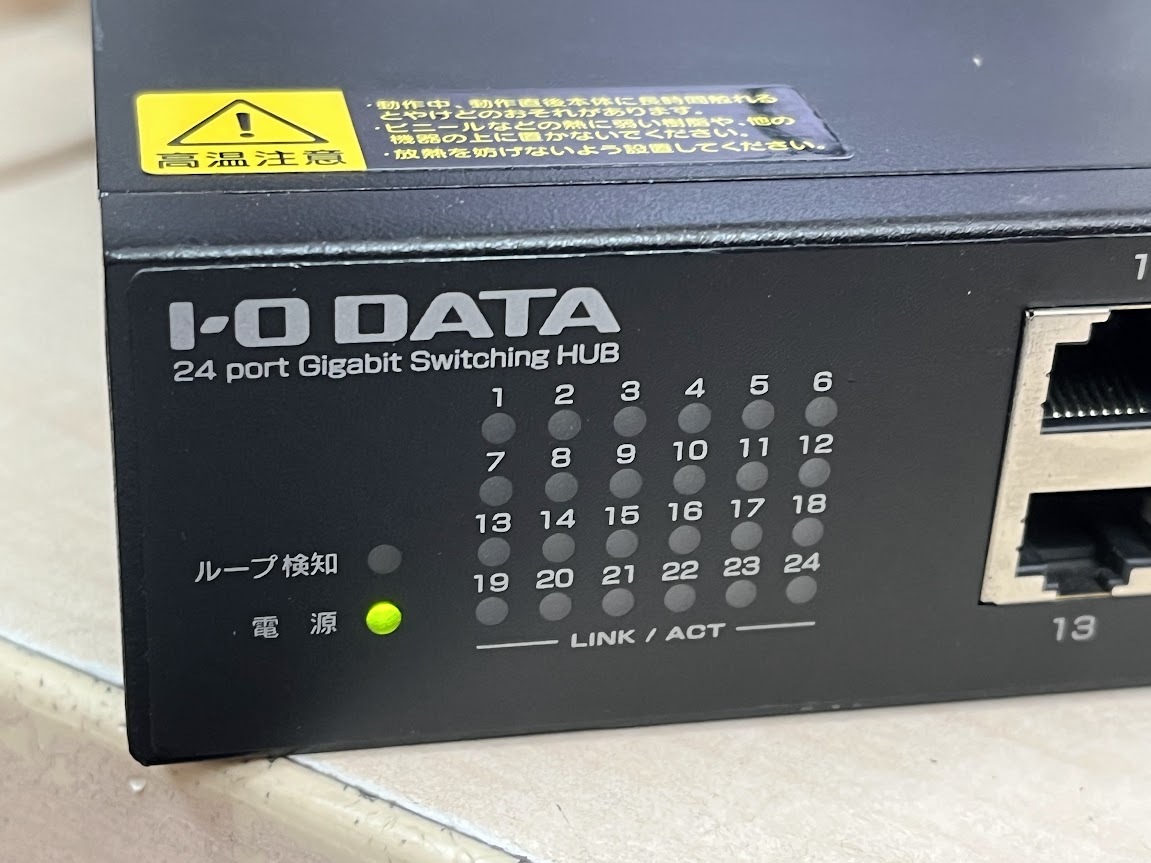 高温注意
・動作中、動作直後本体に長時間触れる
とやけどのおそれがあります。
・ビニールなどの熱に弱い樹脂や、他の
機器の上に置かないでください。
・放熱を妨げないよう設置してください。
I-O DATA
24 port Gigabit Switching HUB
1 2 3 4 5 6
7 8 9 10 11 12
13 14 15 16 17 18
19 20 21 22 23 24
LINK / ACT
ループ検知
電 源
1
13